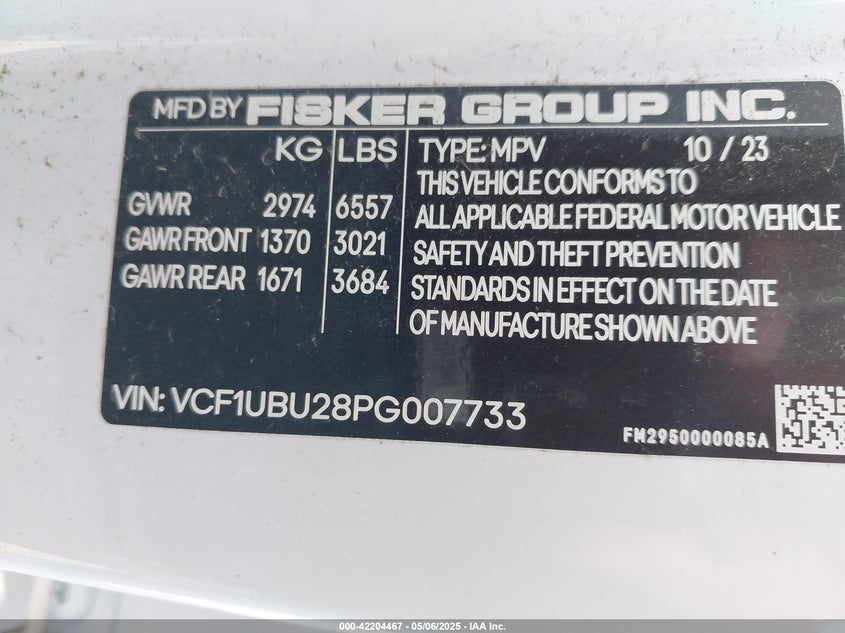 MFD BY FISKER GROUP INC.
KG LBS
GVWR 2974 6557
GAWR FRONT 1370 3021
GAWR REAR 1671 3684
TYPE: MPV 10 / 23
THIS VEHICLE CONFORMS TO
ALL APPLICABLE FEDERAL MOTOR VEHICLE
SAFETY AND THEFT PREVENTION
STANDARDS IN EFFECT ON THE DATE
OF MANUFACTURE SHOWN ABOVE
VIN: VCF1UBU28PG007733
FM2950000085A
000-42204467 - 05/06/2025 - IAA Inc.